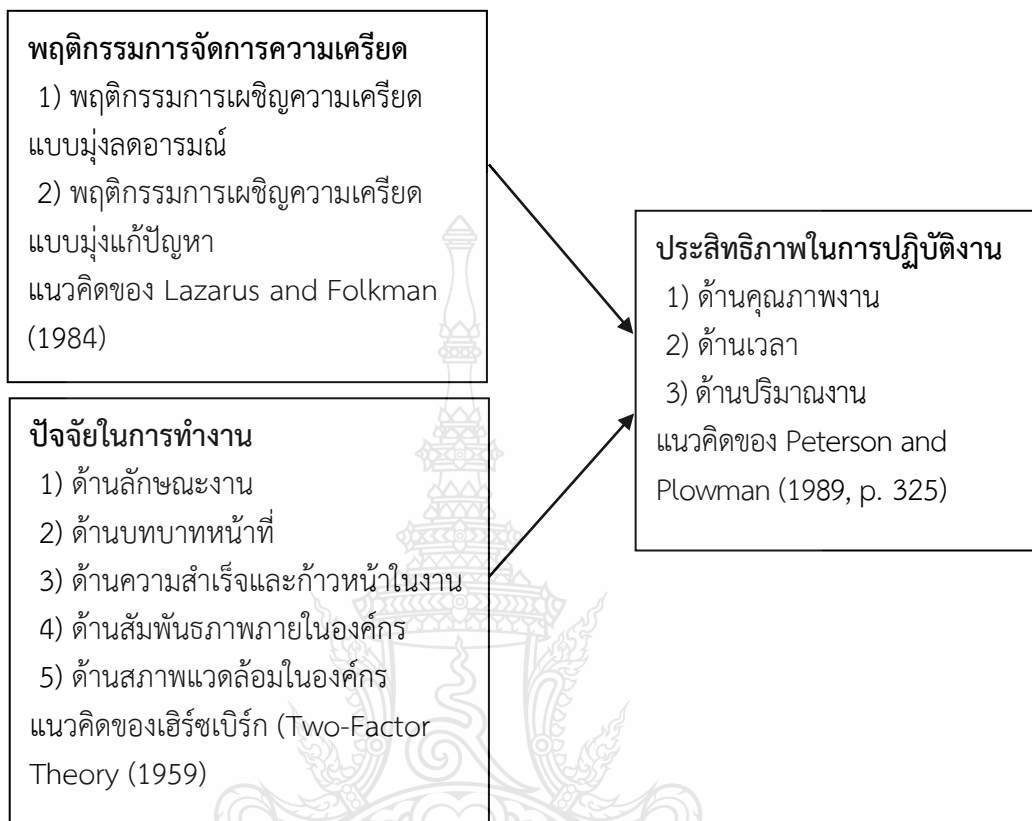 พฤติกรรมการจัดการความเครียด
1) พฤติกรรมการเผชิญความเครียด
แบบมุ่งลดอารมณ์
2) พฤติกรรมการเผชิญความเครียด
แบบมุ่งแก้ปัญหา
แนวคิดของ Lazarus and Folkman
(1984)
ปัจจัยในการทำงาน
1) ด้านลักษณะงาน
2) ด้านบทบาทหน้าที่
3) ด้านความสำเร็จและก้าวหน้าในงาน
4) ด้านสัมพันธภาพภายในองค์กร
5) ด้านสภาพแวดล้อมในองค์กร
แนวคิดของเฮิร์ซเบิร์ก (Two-Factor
Theory (1959)
ประสิทธิภาพในการปฏิบัติงาน
1) ด้านคุณภาพงาน
2) ด้านเวลา
3) ด้านปริมาณงาน
แนวคิดของ Peterson and
Plowman (1989, p. 325)